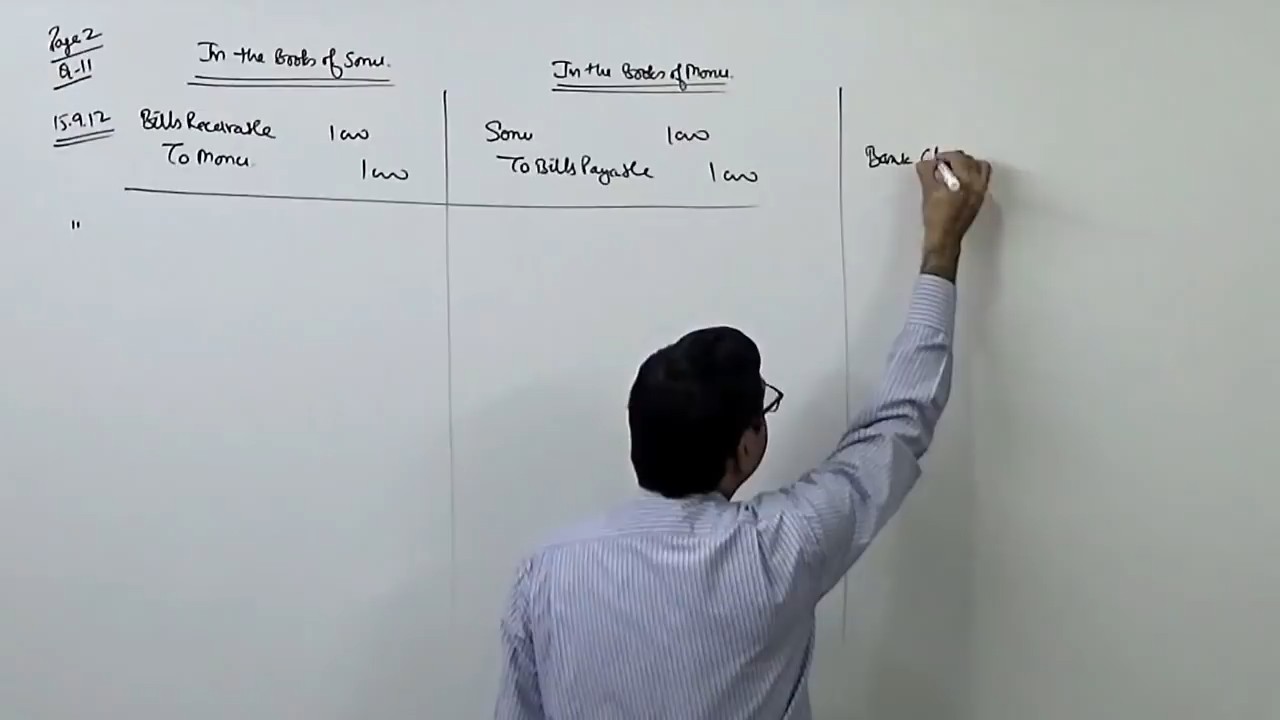 Page 2
Q-11
In the Books of Sonu.
In the Books of Monu.
15.9.12
Bills Receivable 1000
To Monu. 1000
Sonu 1000
To Bills Payable 1000
Bank
"